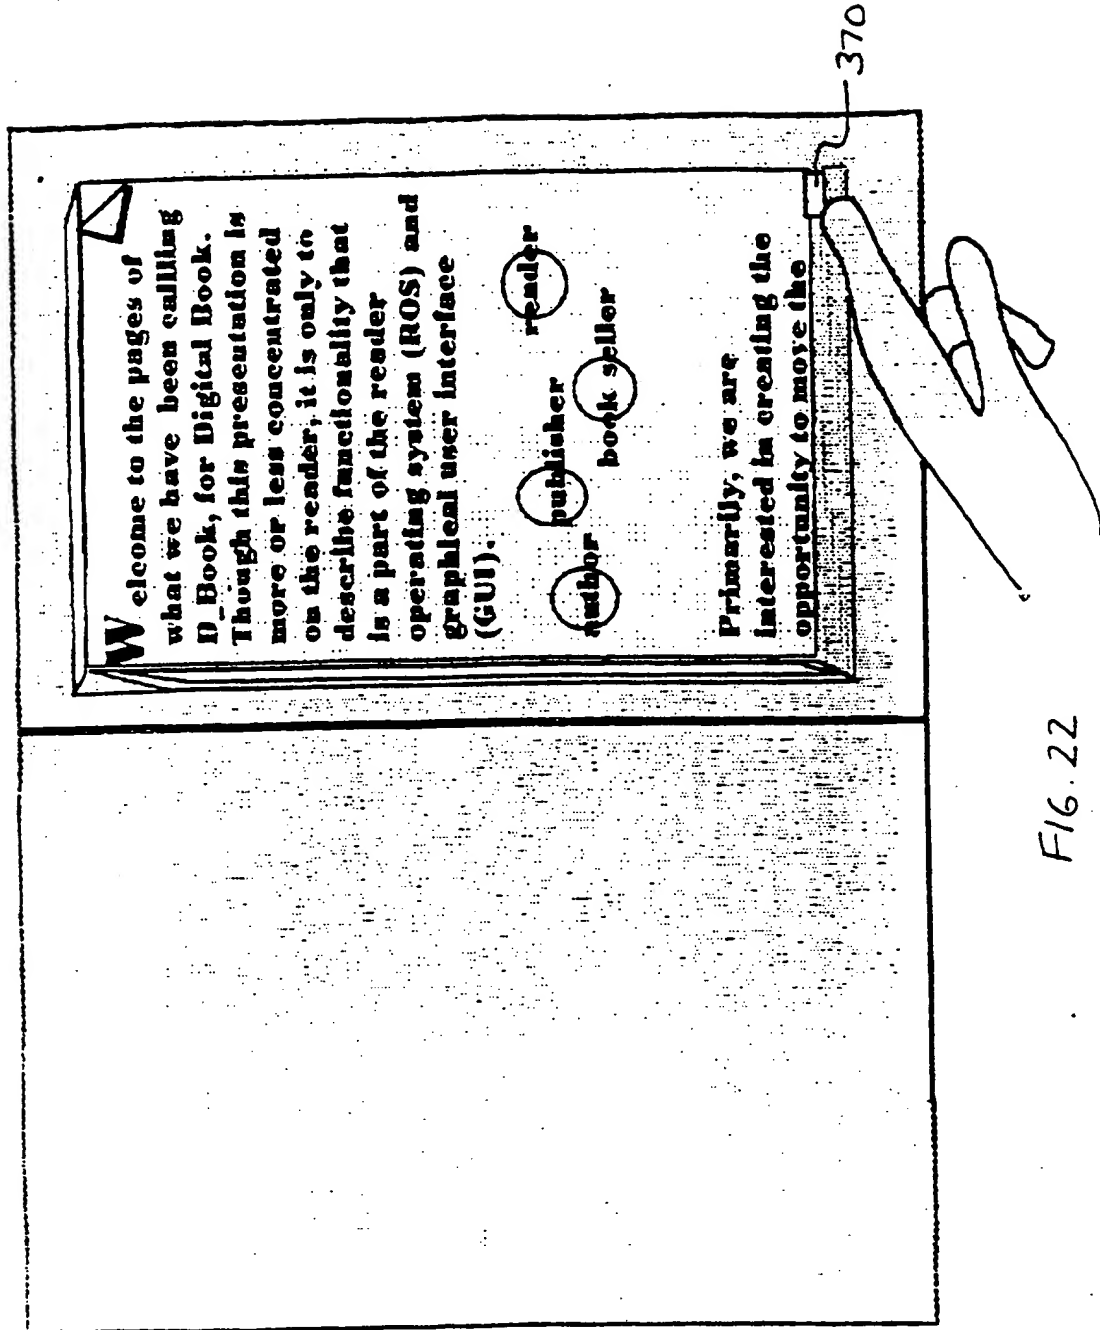 Welcome to the pages of
what we have been callling
D_Book, for Digital Book.
Though this presentation is
more or less concentrated
on the reader, it is only to
describe functionality that
is a part of the reader
operating system (ROS) and
graphical user interface
(GUI).
author
publisher
book seller
reader
Primarily, we are
interested in creating the
opportunity to move the
370
FIG. 22